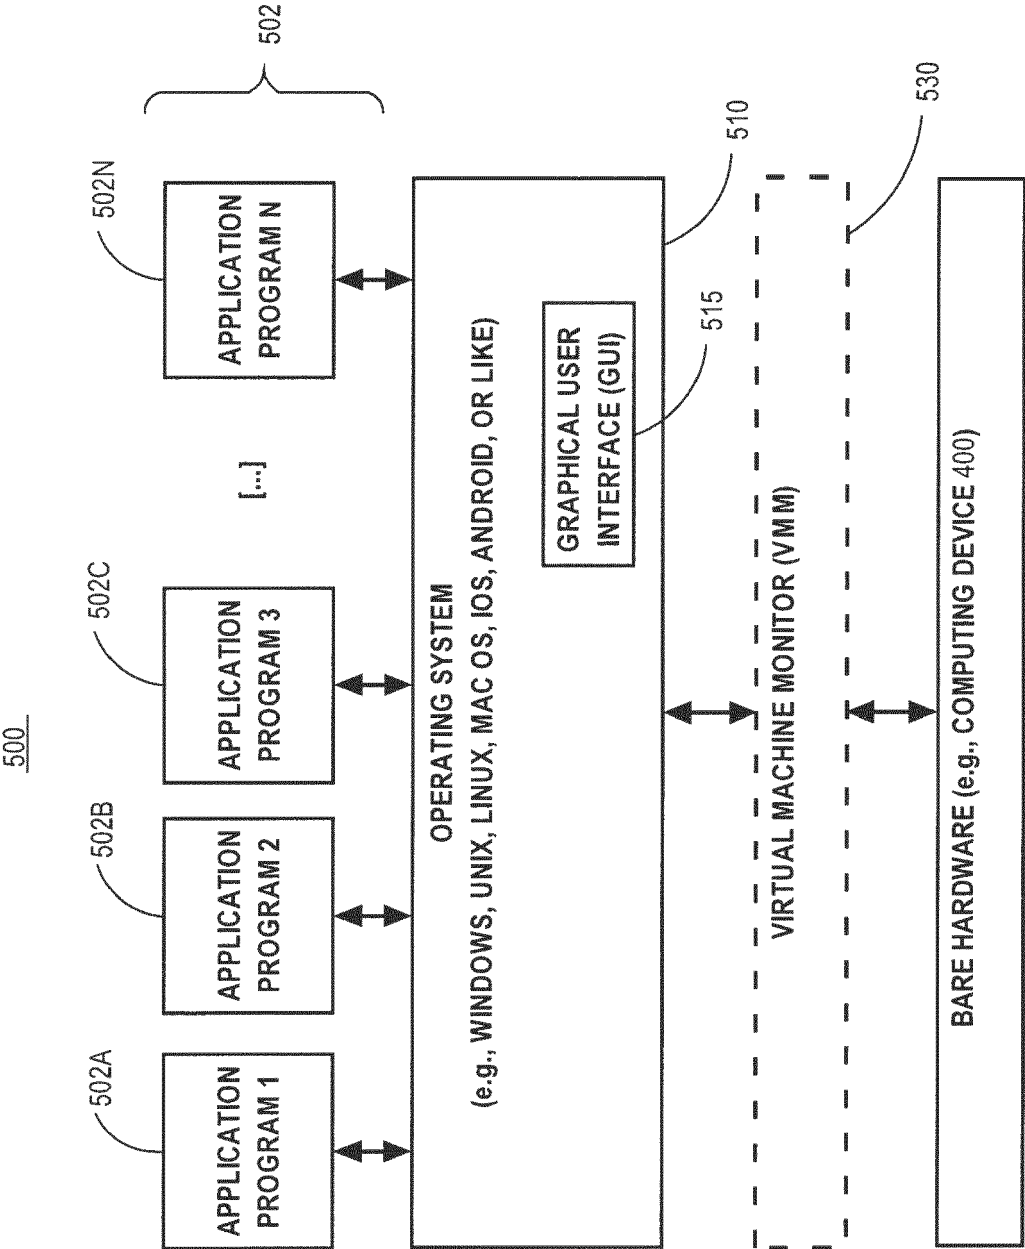 500
502
502A
502B
502C
502N
APPLICATION
PROGRAM 1
APPLICATION
PROGRAM 2
APPLICATION
PROGRAM 3
[...]
APPLICATION
PROGRAM N
OPERATING SYSTEM
(e.g., WINDOWS, UNIX, LINUX, MAC OS, IOS, ANDROID, OR LIKE)
GRAPHICAL USER
INTERFACE (GUI)
515
510
VIRTUAL MACHINE MONITOR (VMM)
530
BARE HARDWARE (e.g., COMPUTING DEVICE 400)